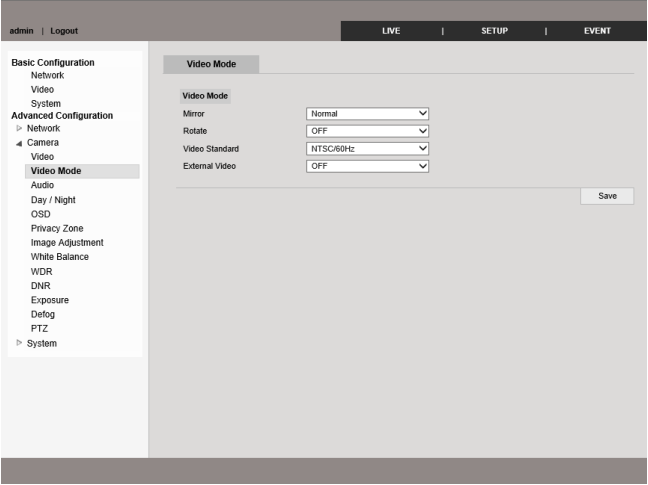 admin | Logout
LIVE | SETUP | EVENT
Basic Configuration
Network
Video
System
Advanced Configuration
Network
Camera
Video
Video Mode
Audio
Day / Night
OSD
Privacy Zone
Image Adjustment
White Balance
WDR
DNR
Exposure
Defog
PTZ
System
Video Mode
Video Mode
Mirror Normal
Rotate OFF
Video Standard NTSC/60Hz
External Video OFF
Save